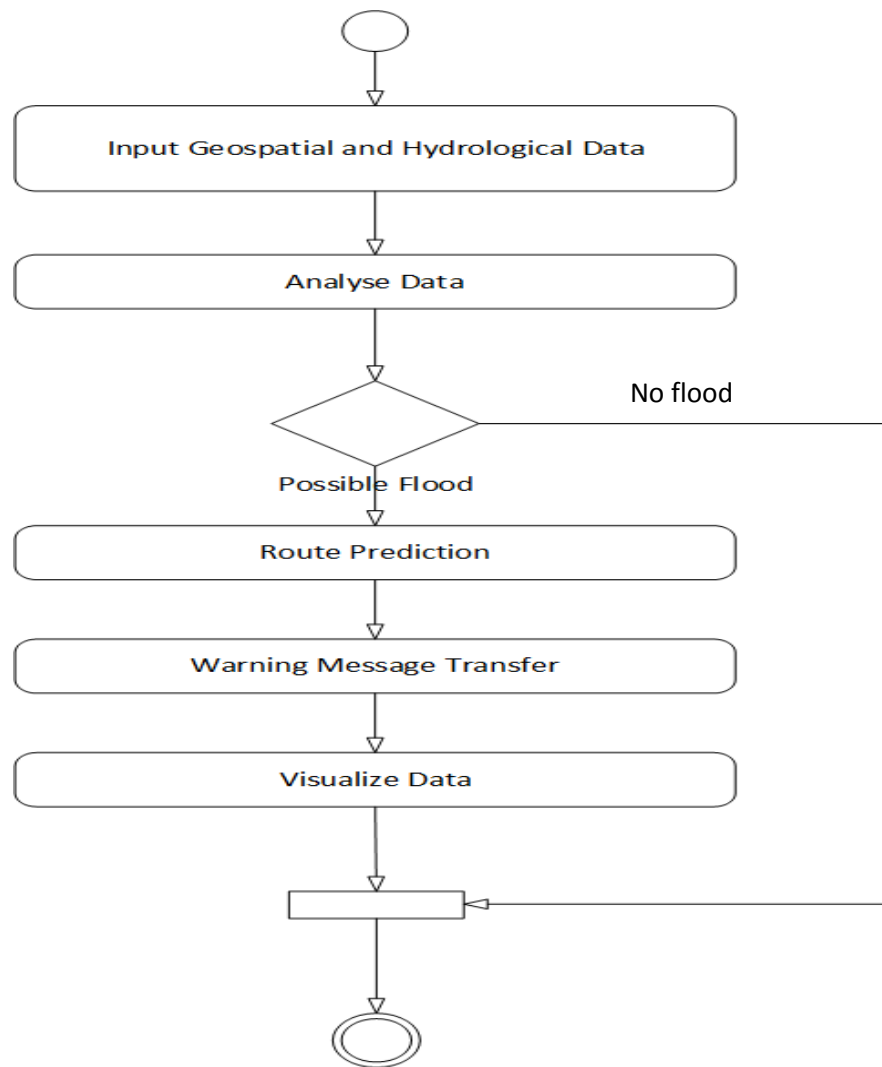 Input Geospatial and Hydrological Data
Analyse Data
No flood
Possible Flood
Route Prediction
Warning Message Transfer
Visualize Data